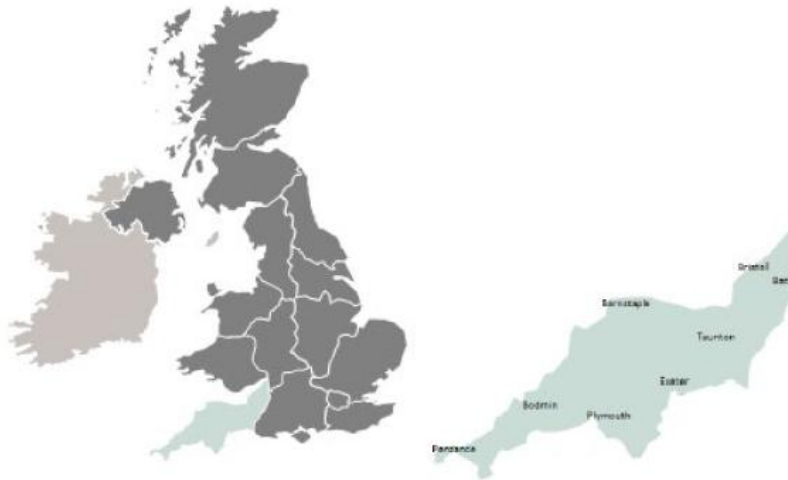 Bristol
Barnstaple
Taunton
Exeter
Bodmin
Plymouth
Penzance